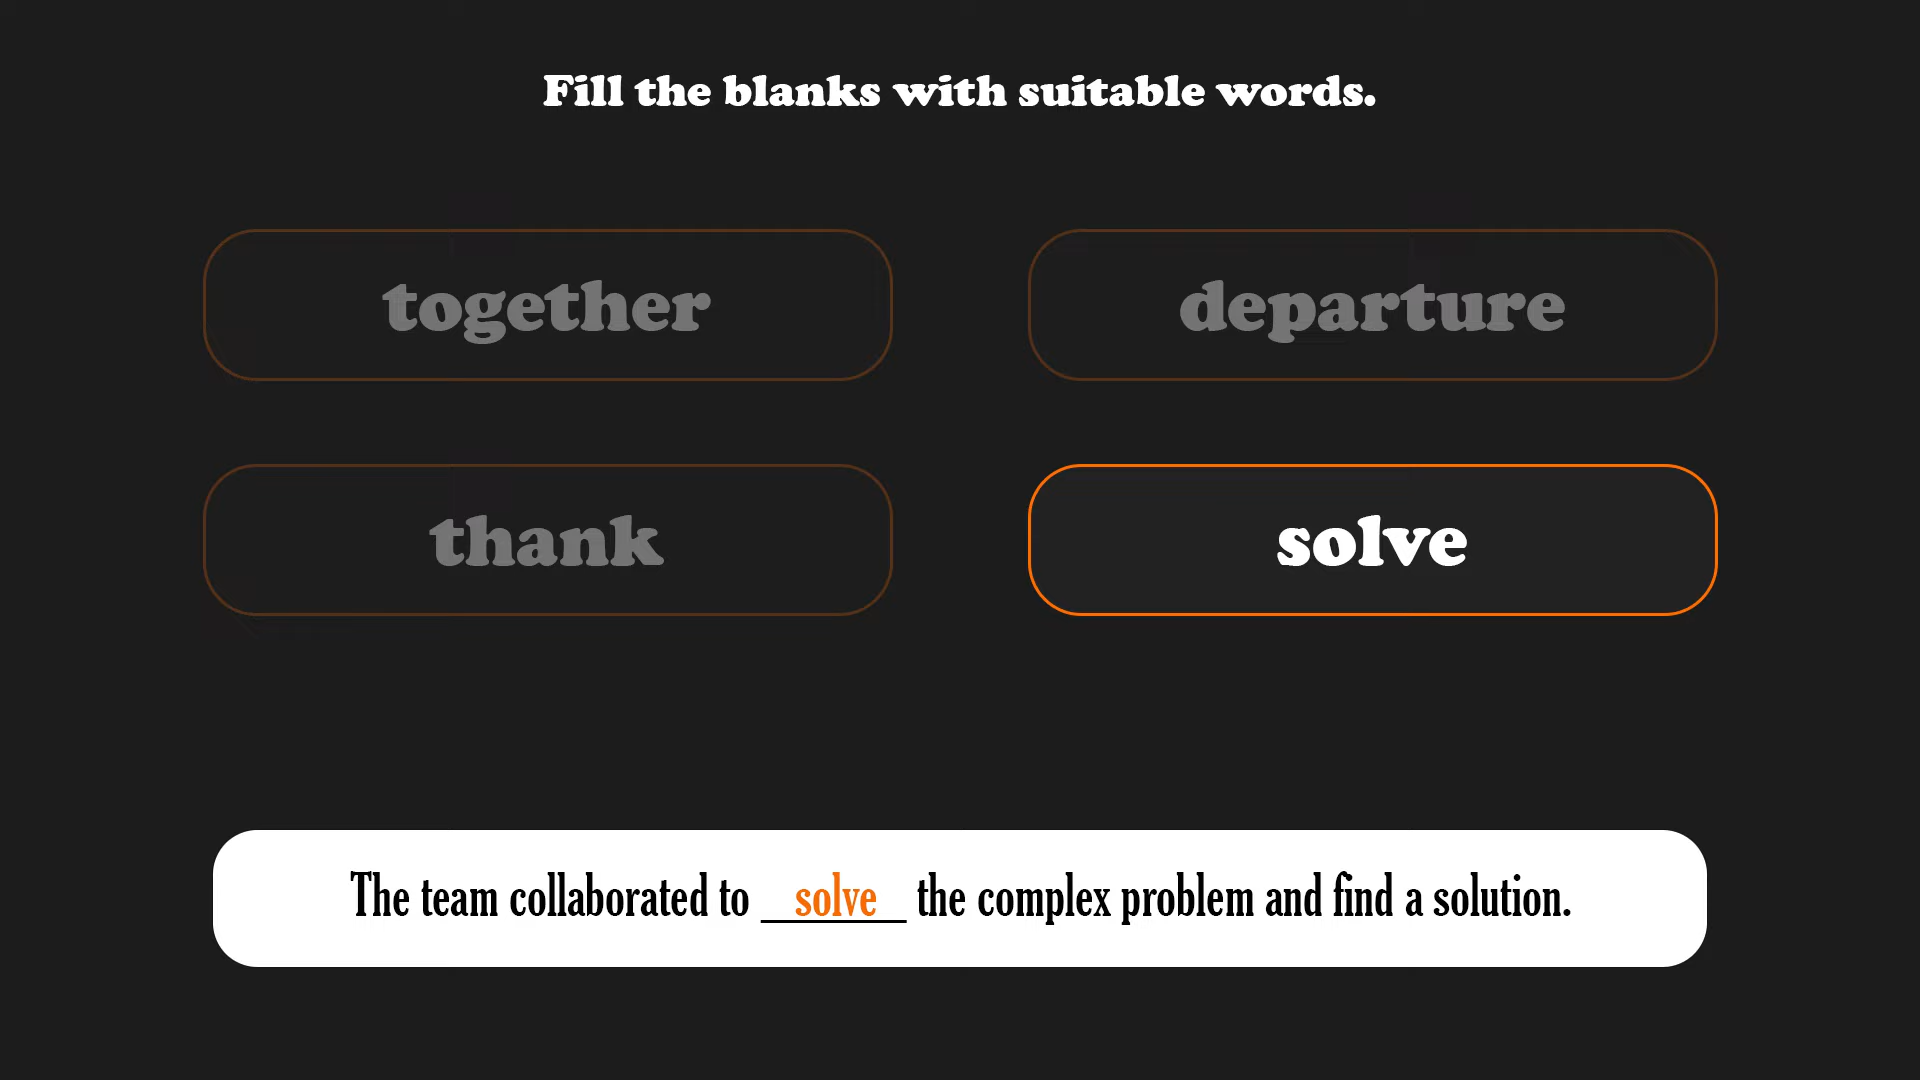 Fill the blanks with suitable words.
together
departure
thank
solve
The team collaborated to __solve__ the complex problem and find a solution.